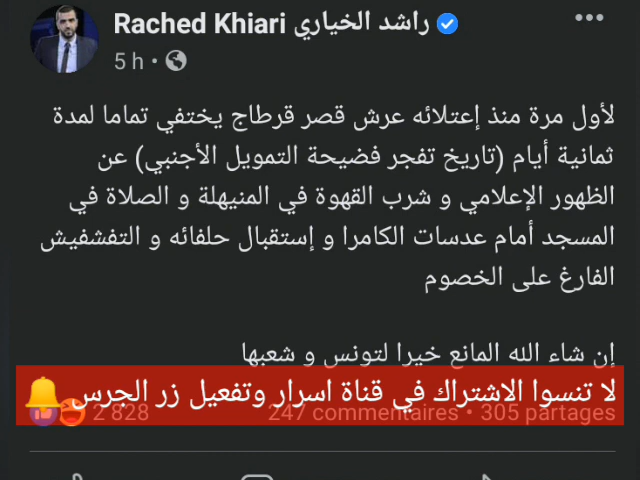 Rached Khiari راشد الخياري
5 h
لأول مرة منذ إعتلائه عرش قصر قرطاج يختفي تماما لمدة
ثمانية أيام (تاريخ تفجر فضيحة التمويل الأجنبي) عن
الظهور الإعلامي و شرب القهوة في المنيهلة و الصلاة في
المسجد أمام عدسات الكامرا و إستقبال حلفائه و التفشفيش
الفارغ على الخصوم
إن شاء الله المانع خيرا لتونس و شعبها
لا تنسوا الاشتراك في قناة اسرار وتفعيل زر الجرس
2 828 247 commentaires • 305 partages